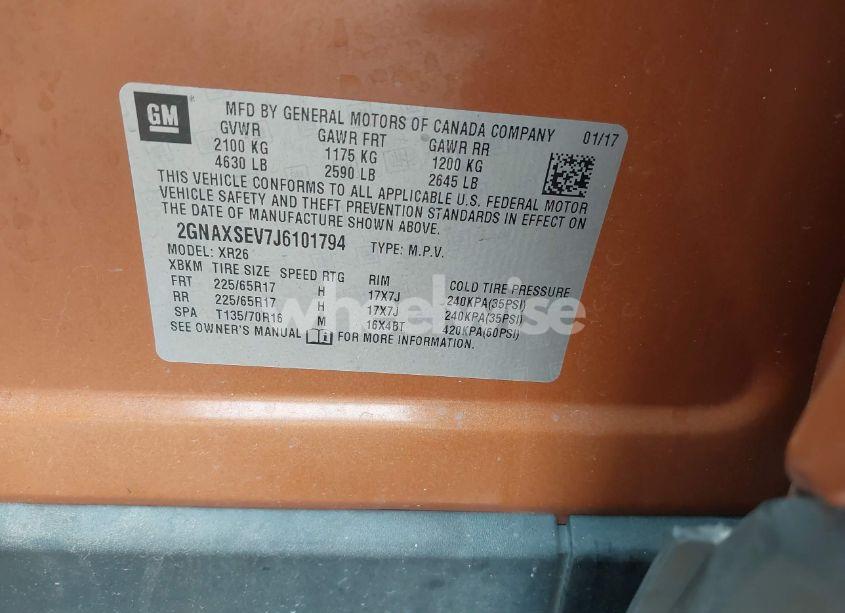 GM
MFD BY GENERAL MOTORS OF CANADA COMPANY 01/17
GVWR GAWR FRT GAWR RR
2100 KG 1175 KG 1200 KG
4630 LB 2590 LB 2645 LB
THIS VEHICLE CONFORMS TO ALL APPLICABLE U.S. FEDERAL MOTOR
VEHICLE SAFETY AND THEFT PREVENTION STANDARDS IN EFFECT ON
THE DATE OF MANUFACTURE SHOWN ABOVE.
2GNAXSEV7J6101794 TYPE: M.P.V.
MODEL: XR26
XBKM TIRE SIZE SPEED RTG RIM COLD TIRE PRESSURE
FRT 225/65R17 H 17X7J 240KPA(35PSI)
RR 225/65R17 H 17X7J 240KPA(35PSI)
SPA T135/70R16 M 16X4BT 420KPA(60PSI)
SEE OWNER'S MANUAL FOR MORE INFORMATION.